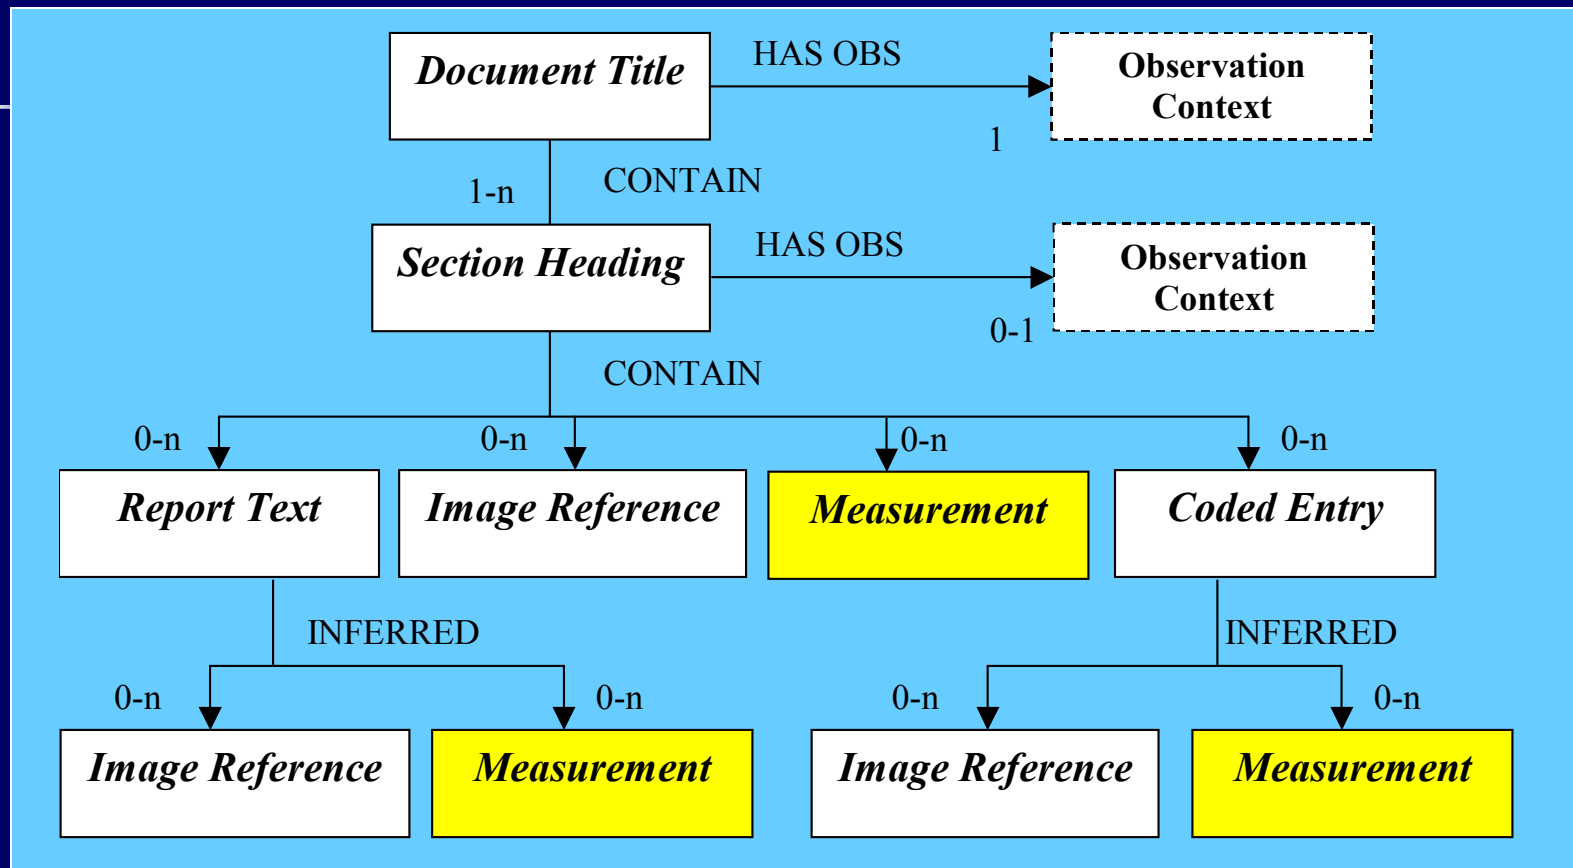 Document Title
HAS OBS
Observation
Context
1
1-n
CONTAIN
Section Heading
HAS OBS
Observation
Context
0-1
CONTAIN
0-n
0-n
0-n
0-n
Report Text
Image Reference
Measurement
Coded Entry
INFERRED
INFERRED
0-n
0-n
0-n
0-n
Image Reference
Measurement
Image Reference
Measurement